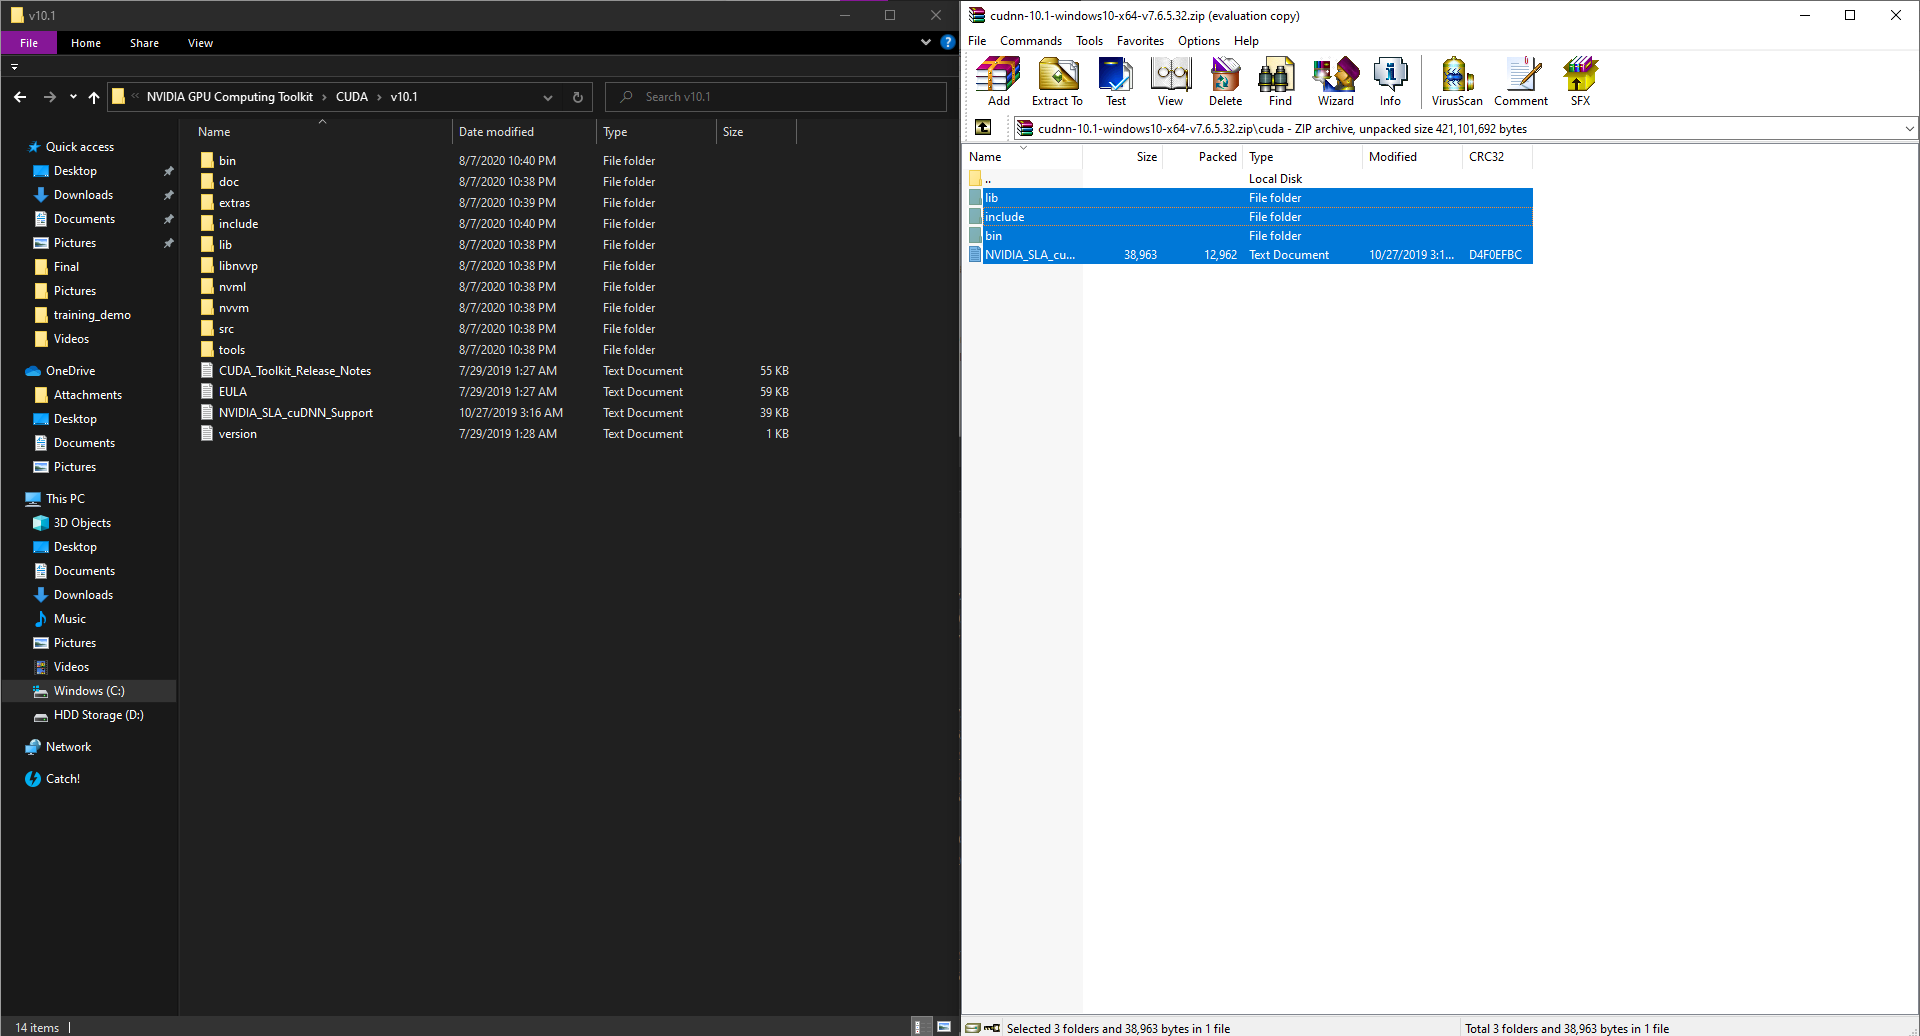 v10.1
File Home Share View
NVIDIA GPU Computing Toolkit > CUDA > v10.1
Search v10.1
Quick access
Desktop
Downloads
Documents
Pictures
Final
Pictures
training_demo
Videos
OneDrive
Attachments
Desktop
Documents
Pictures
This PC
3D Objects
Desktop
Documents
Downloads
Music
Pictures
Videos
Windows (C:)
HDD Storage (D:)
Network
Catch!
Name Date modified Type Size
bin 8/7/2020 10:40 PM File folder
doc 8/7/2020 10:38 PM File folder
extras 8/7/2020 10:39 PM File folder
include 8/7/2020 10:40 PM File folder
lib 8/7/2020 10:38 PM File folder
libnvvp 8/7/2020 10:38 PM File folder
nvml 8/7/2020 10:38 PM File folder
nvvm 8/7/2020 10:38 PM File folder
src 8/7/2020 10:38 PM File folder
tools 8/7/2020 10:38 PM File folder
CUDA_Toolkit_Release_Notes 7/29/2019 1:27 AM Text Document 55 KB
EULA 7/29/2019 1:27 AM Text Document 59 KB
NVIDIA_SLA_cuDNN_Support 10/27/2019 3:16 AM Text Document 39 KB
version 7/29/2019 1:28 AM Text Document 1 KB
14 items
cudnn-10.1-windows10-x64-v7.6.5.32.zip (evaluation copy)
File Commands Tools Favorites Options Help
Add Extract To Test View Delete Find Wizard Info VirusScan Comment SFX
cudnn-10.1-windows10-x64-v7.6.5.32.zip\cuda - ZIP archive, unpacked size 421,101,692 bytes
Name Size Packed Type Modified CRC32
.. Local Disk
lib File folder
include File folder
bin File folder
NVIDIA_SLA_cu... 38,963 12,962 Text Document 10/27/2019 3:1... D4F0EFBC
Selected 3 folders and 38,963 bytes in 1 file
Total 3 folders and 38,963 bytes in 1 file